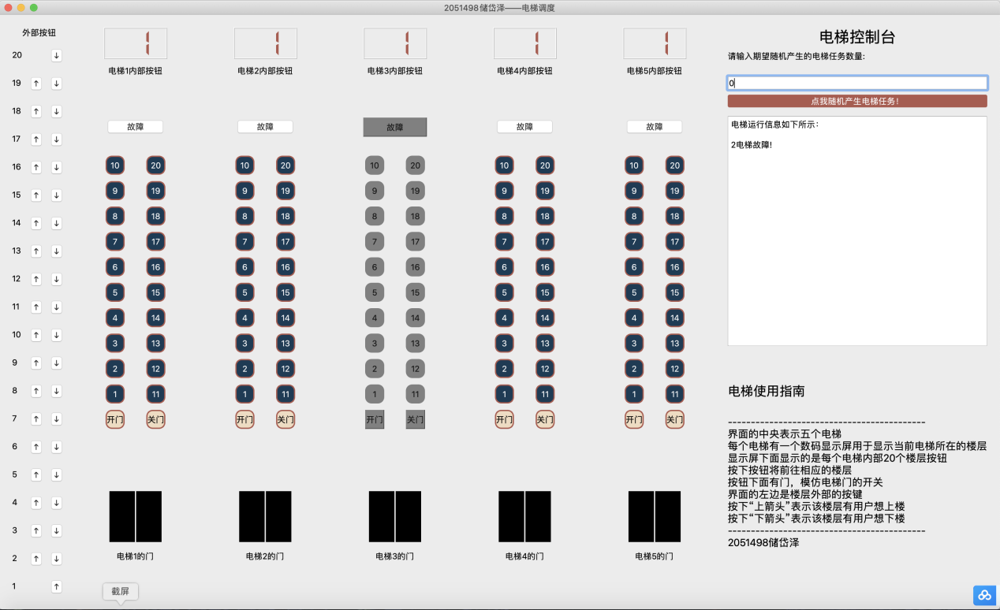 2051498储岱泽——电梯调度
外部按钮
20 ↓
19 ↑ ↓
18 ↑ ↓
17 ↑ ↓
16 ↑ ↓
15 ↑ ↓
14 ↑ ↓
13 ↑ ↓
12 ↑ ↓
11 ↑ ↓
10 ↑ ↓
9 ↑ ↓
8 ↑ ↓
7 ↑ ↓
6 ↑ ↓
5 ↑ ↓
4 ↑ ↓
3 ↑ ↓
2 ↑ ↓
1 ↑
1
电梯1内部按钮
故障
10 20
9 19
8 18
7 17
6 16
5 15
4 14
3 13
2 12
1 11
开门 关门
电梯1的门
1
电梯2内部按钮
故障
10 20
9 19
8 18
7 17
6 16
5 15
4 14
3 13
2 12
1 11
开门 关门
电梯2的门
1
电梯3内部按钮
故障
10 20
9 19
8 18
7 17
6 16
5 15
4 14
3 13
2 12
1 11
开门 关门
电梯3的门
1
电梯4内部按钮
故障
10 20
9 19
8 18
7 17
6 16
5 15
4 14
3 13
2 12
1 11
开门 关门
电梯4的门
1
电梯5内部按钮
故障
10 20
9 19
8 18
7 17
6 16
5 15
4 14
3 13
2 12
1 11
开门 关门
电梯5的门
截屏
电梯控制台
请输入期望随机产生的电梯任务数量:
0
点我随机产生电梯任务!
电梯运行信息如下所示:
2电梯故障!
电梯使用指南
------------------------------------------
界面的中央表示五个电梯
每个电梯有一个数码显示屏用于显示当前电梯所在的楼层
显示屏下面显示的是每个电梯内部20个楼层按钮
按下按钮将前往相应的楼层
按钮下面有门，模仿电梯门的开关
界面的左边是楼层外部的按键
按下“上箭头”表示该楼层有用户想上楼
按下“下箭头”表示该楼层有用户想下楼
------------------------------------------
2051498储岱泽